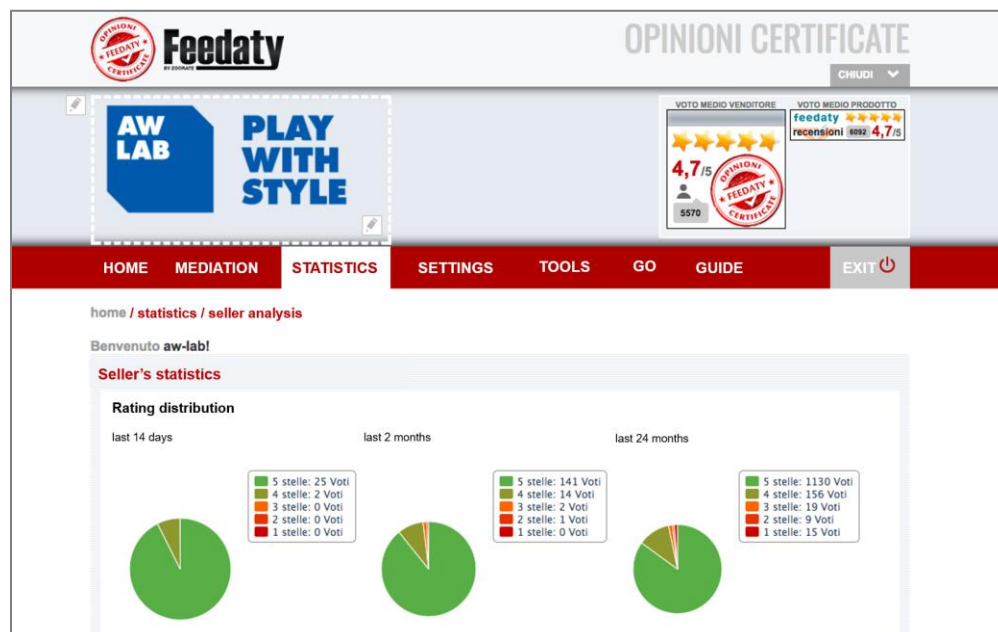 OPINIONI
FEEDATY
CERTIFICATE
Feedaty
BY ZOORATE
OPINIONI CERTIFICATE
CHIUDI
AW
LAB
PLAY
WITH
STYLE
VOTO MEDIO VENDITORE
4,7/5
5570
OPINIONI
FEEDATY
CERTIFICATE
VOTO MEDIO PRODOTTO
feedaty
recensioni 6092 4,7/5
HOME MEDIATION STATISTICS SETTINGS TOOLS GO GUIDE EXIT
home / statistics / seller analysis
Benvenuto aw-lab!
Seller's statistics
Rating distribution
last 14 days
5 stelle: 25 Voti
4 stelle: 2 Voti
3 stelle: 0 Voti
2 stelle: 0 Voti
1 stelle: 0 Voti
last 2 months
5 stelle: 141 Voti
4 stelle: 14 Voti
3 stelle: 2 Voti
2 stelle: 1 Voti
1 stelle: 0 Voti
last 24 months
5 stelle: 1130 Voti
4 stelle: 156 Voti
3 stelle: 19 Voti
2 stelle: 9 Voti
1 stelle: 15 Voti